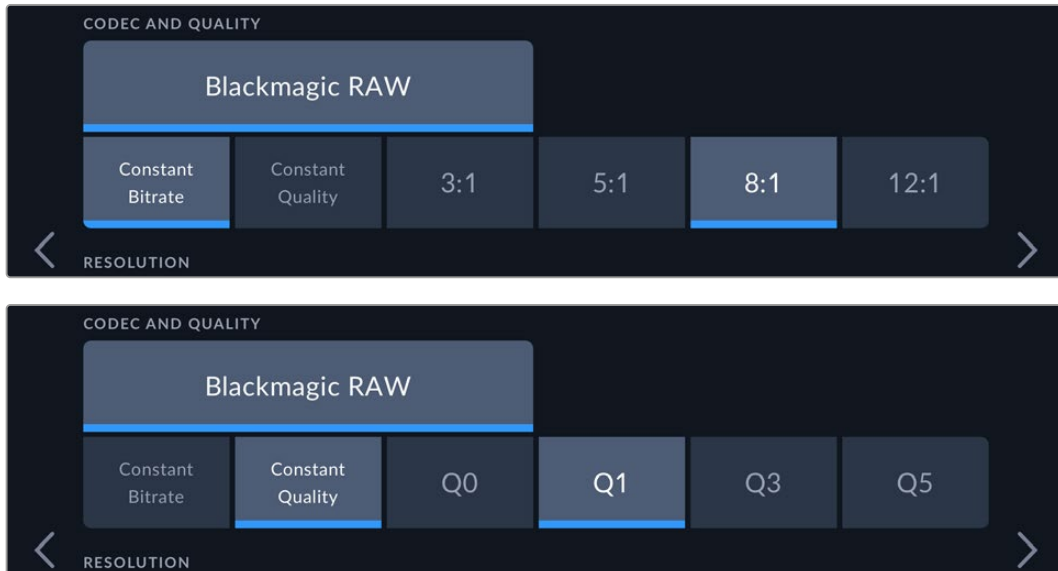 CODEC AND QUALITY
Blackmagic RAW
Constant Bitrate
Constant Quality
3:1
5:1
8:1
12:1
RESOLUTION
CODEC AND QUALITY
Blackmagic RAW
Constant Bitrate
Constant Quality
Q0
Q1
Q3
Q5
RESOLUTION